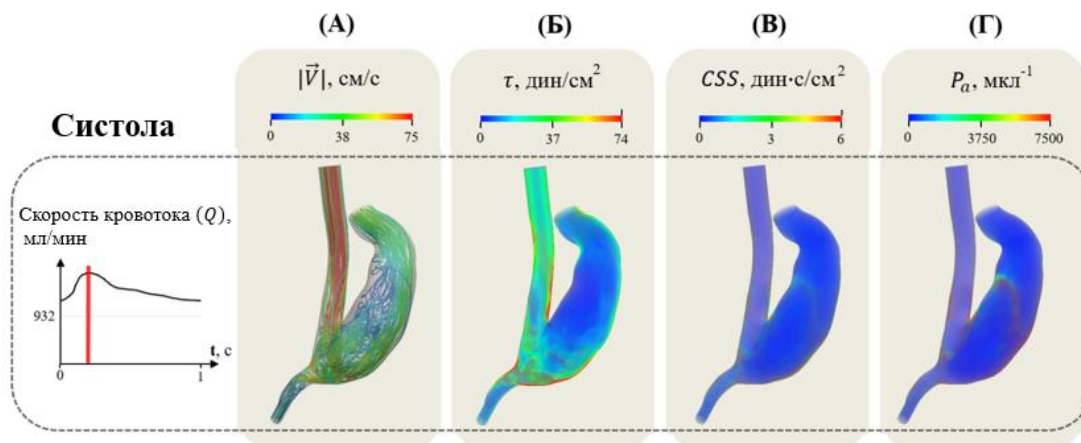 (А)
(Б)
(В)
(Г)
|V⃗|, см/с
τ, дин/см²
CSS, дин·с/см²
Pₐ, мкл⁻¹
0 38 75
0 37 74
0 3 6
0 3750 7500
Систола
Скорость кровотока (Q),
мл/мин
932
t, с
0 1